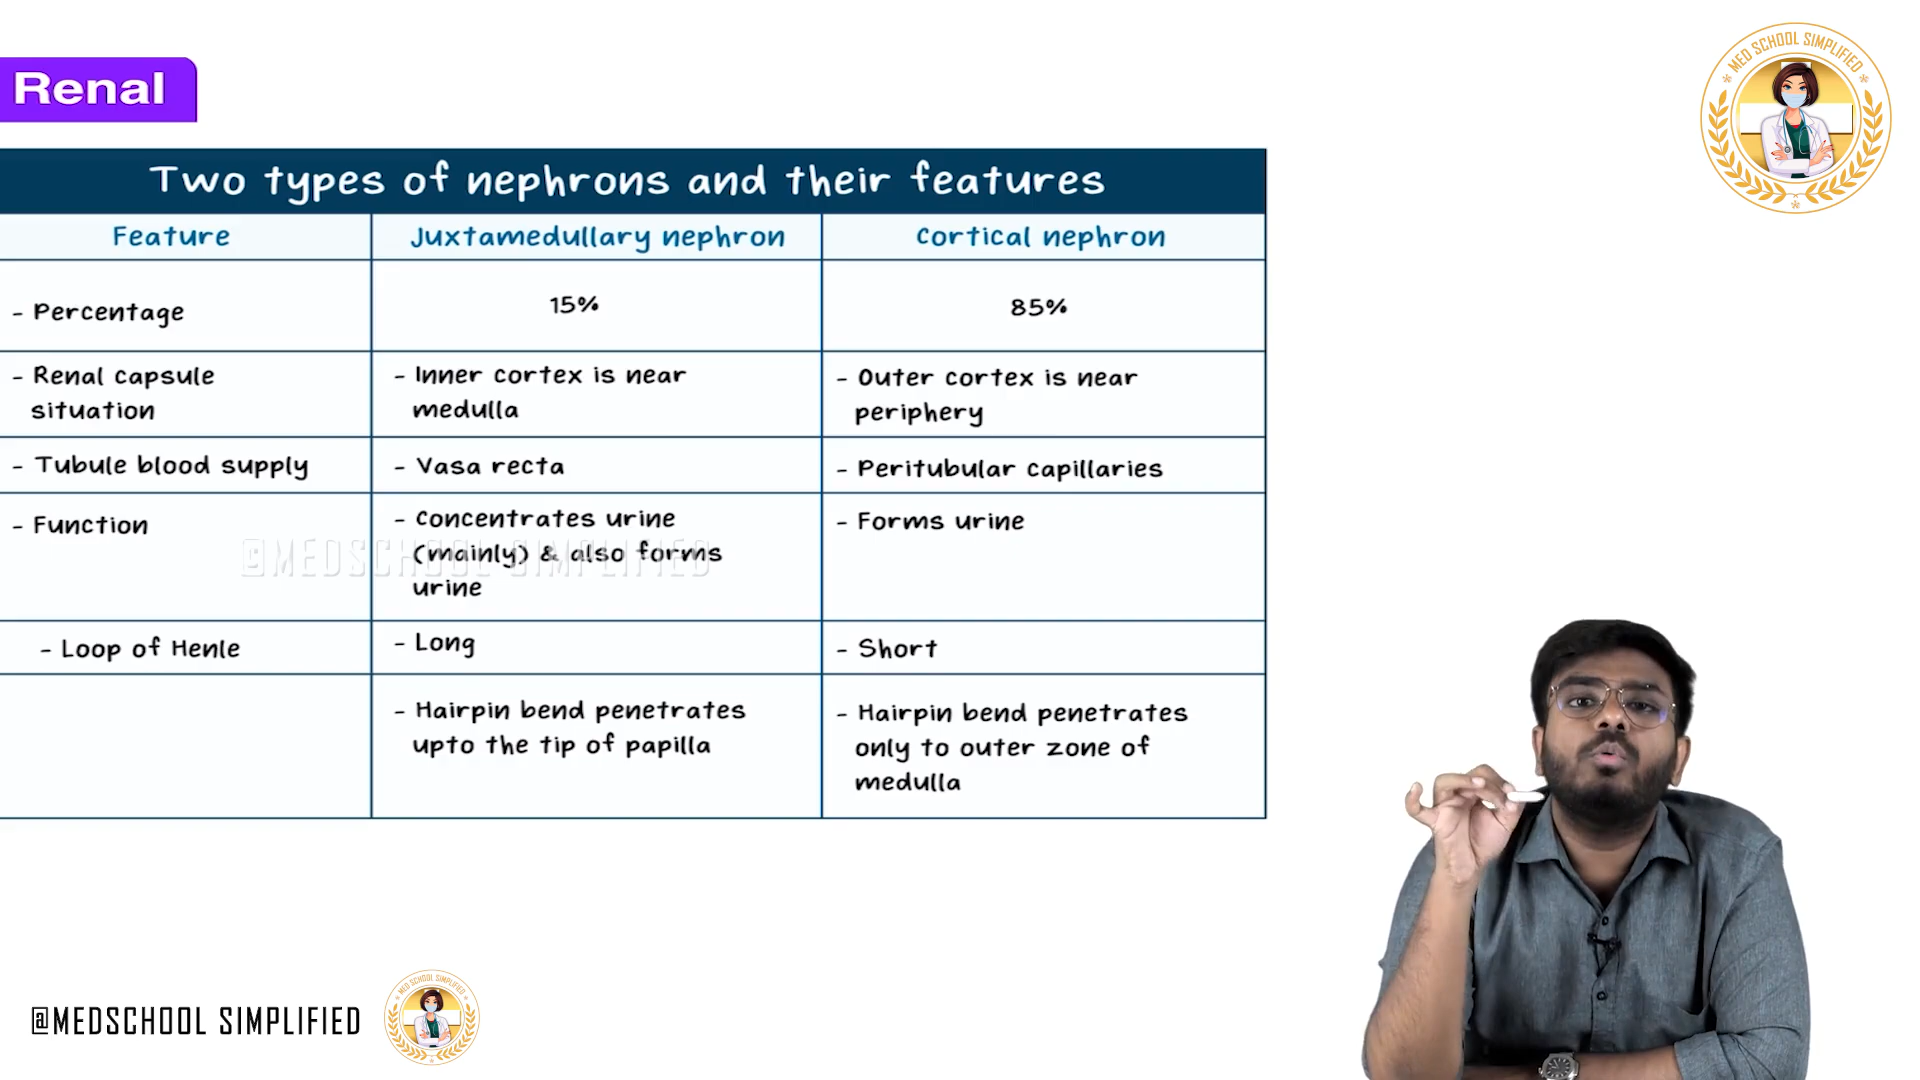 MED SCHOOL SIMPLIFIED
Renal
Two types of nephrons and their features
Feature
Juxtamedullary nephron
Cortical nephron
- Percentage
15%
85%
- Renal capsule
situation
- Inner cortex is near
medulla
- Outer cortex is near
periphery
- Tubule blood supply
- Vasa recta
- Peritubular capillaries
- Function
- Concentrates urine
(mainly) & also forms
urine
- Forms urine
@MEDSCHOOL SIMPLIFIED
- Loop of Henle
- Long
- Short
- Hairpin bend penetrates
upto the tip of papilla
- Hairpin bend penetrates
only to outer zone of
medulla
@MEDSCHOOL SIMPLIFIED
MED SCHOOL SIMPLIFIED